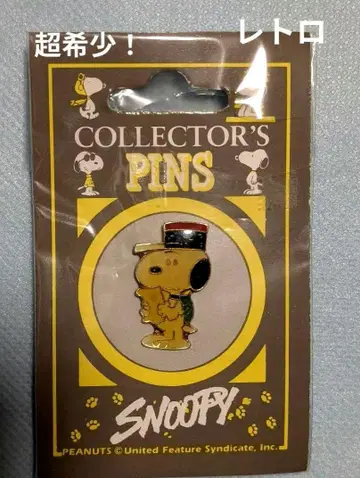 超希少！
レトロ
COLLECTOR'S
PINS
SNOOPY
PEANUTS © United Feature Syndicate, Inc.